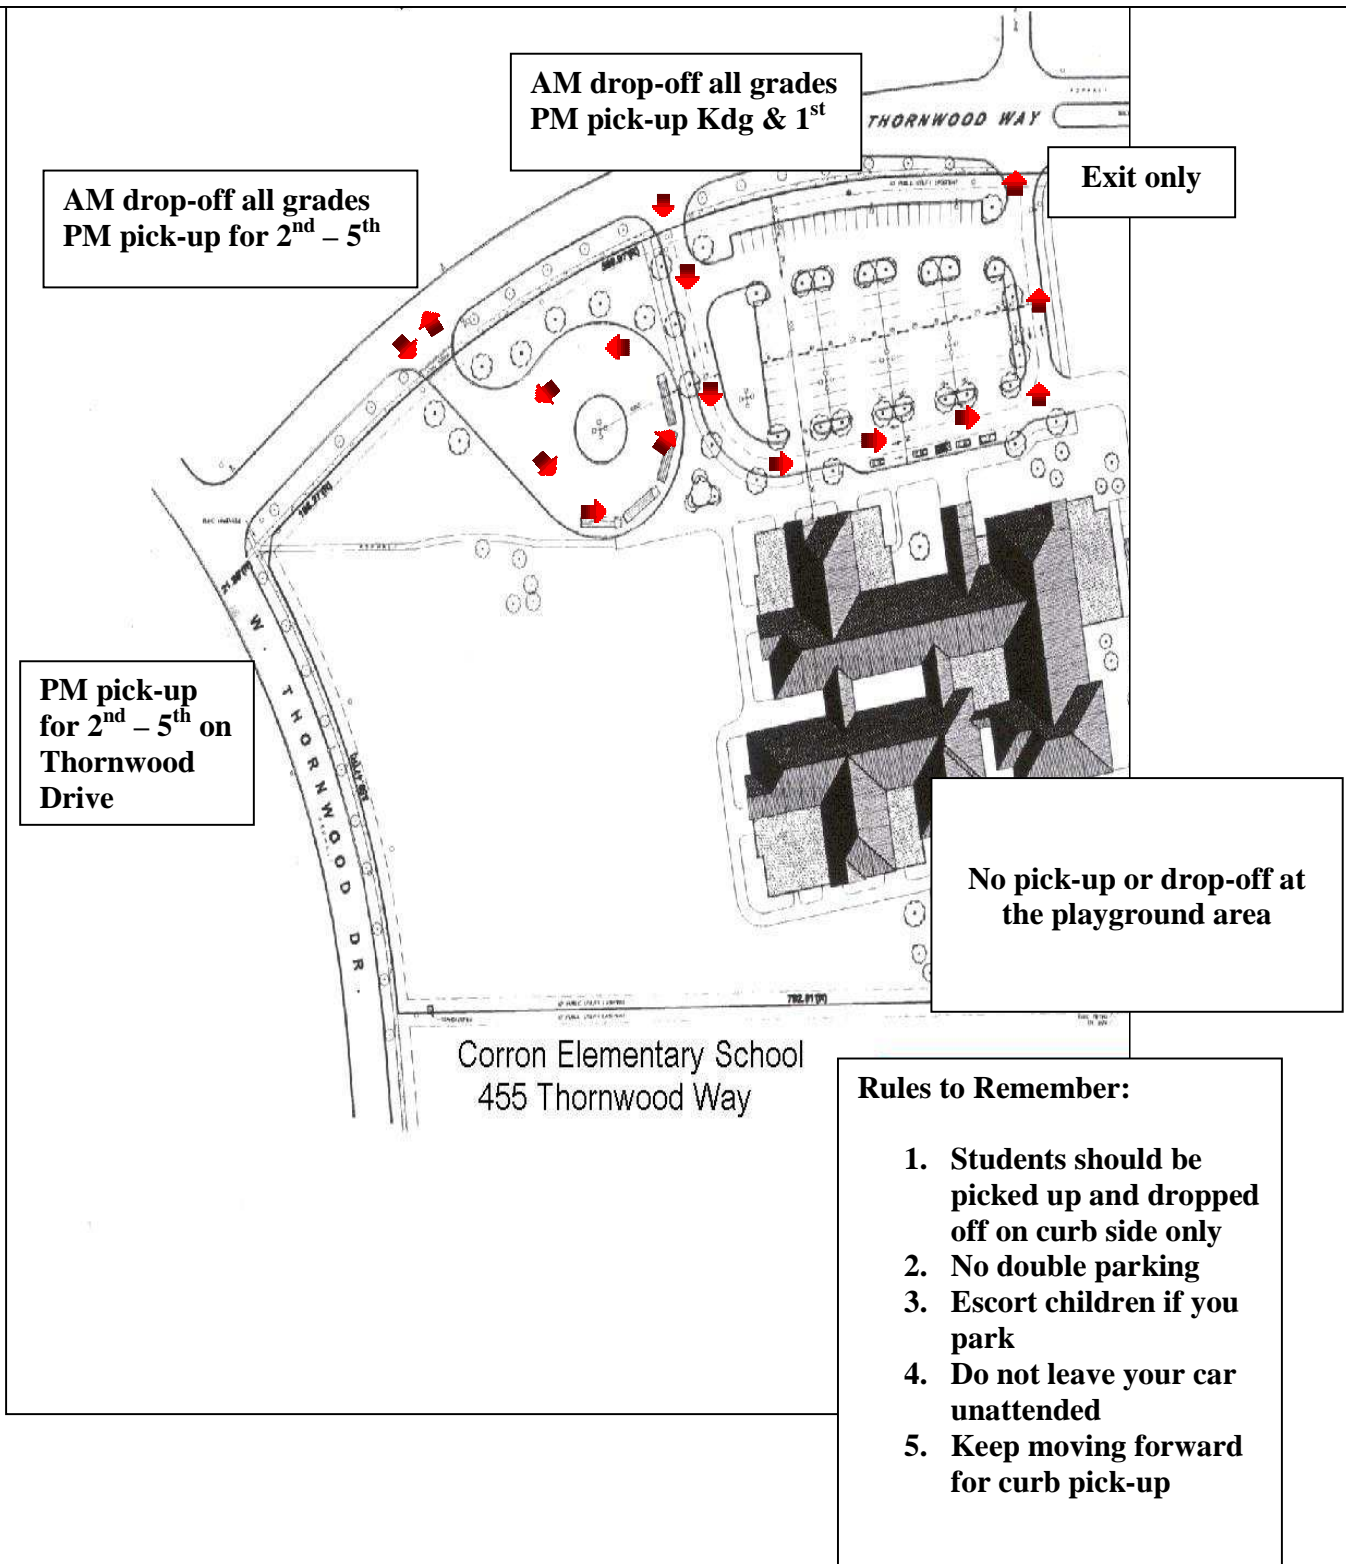 AM drop-off all grades
PM pick-up Kdg & 1st
THORNWOOD WAY
Exit only
AM drop-off all grades
PM pick-up for 2nd – 5th
PM pick-up
for 2nd – 5th on
Thornwood
Drive
W. THORNWOOD DR.
No pick-up or drop-off at
the playground area
Corron Elementary School
455 Thornwood Way
Rules to Remember:
1. Students should be
picked up and dropped
off on curb side only
2. No double parking
3. Escort children if you
park
4. Do not leave your car
unattended
5. Keep moving forward
for curb pick-up